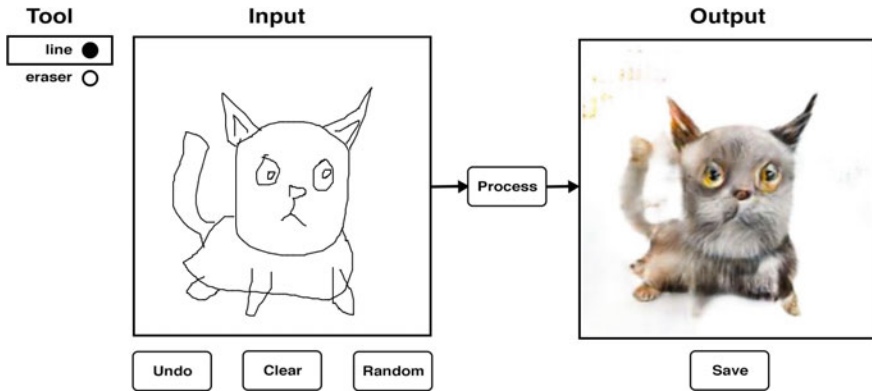 Tool
line
eraser
Input
Undo
Clear
Random
Process
Output
Save